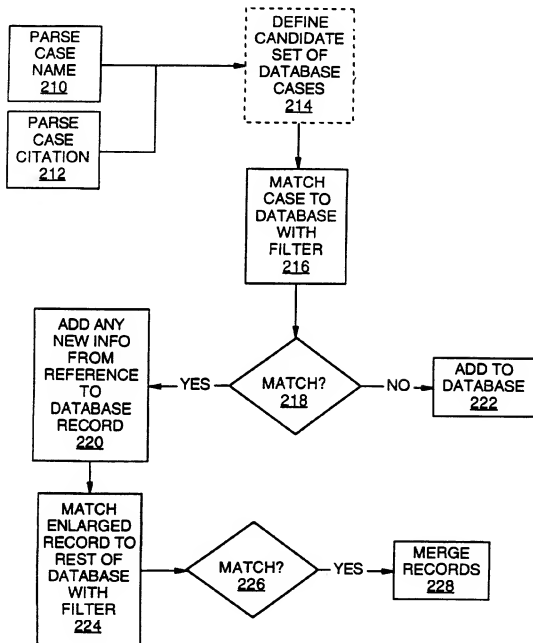 PARSE
CASE
NAME
210
PARSE
CASE
CITATION
212
DEFINE
CANDIDATE
SET OF
DATABASE
CASES
214
MATCH
CASE TO
DATABASE
WITH
FILTER
216
MATCH?
218
YES
NO
ADD TO
DATABASE
222
ADD ANY
NEW INFO
FROM
REFERENCE
TO
DATABASE
RECORD
220
MATCH
ENLARGED
RECORD TO
REST OF
DATABASE
WITH
FILTER
224
MATCH?
226
YES
MERGE
RECORDS
228